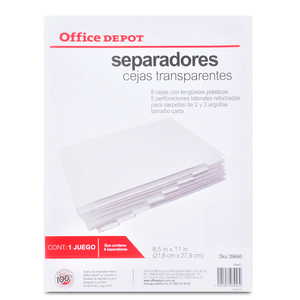 Office DEPOT
separadores
cejas transparentes
8 cejas con lengüetas plásticas
5 perforaciones laterales reforzadas
para carpetas de 2 y 3 argollas
tamaño carta
CONT.: 1 JUEGO
Que contiene:
8 separadores
8,5 in x 11 in
(21,6 cm x 27,9 cm)
Sku.39646
100%